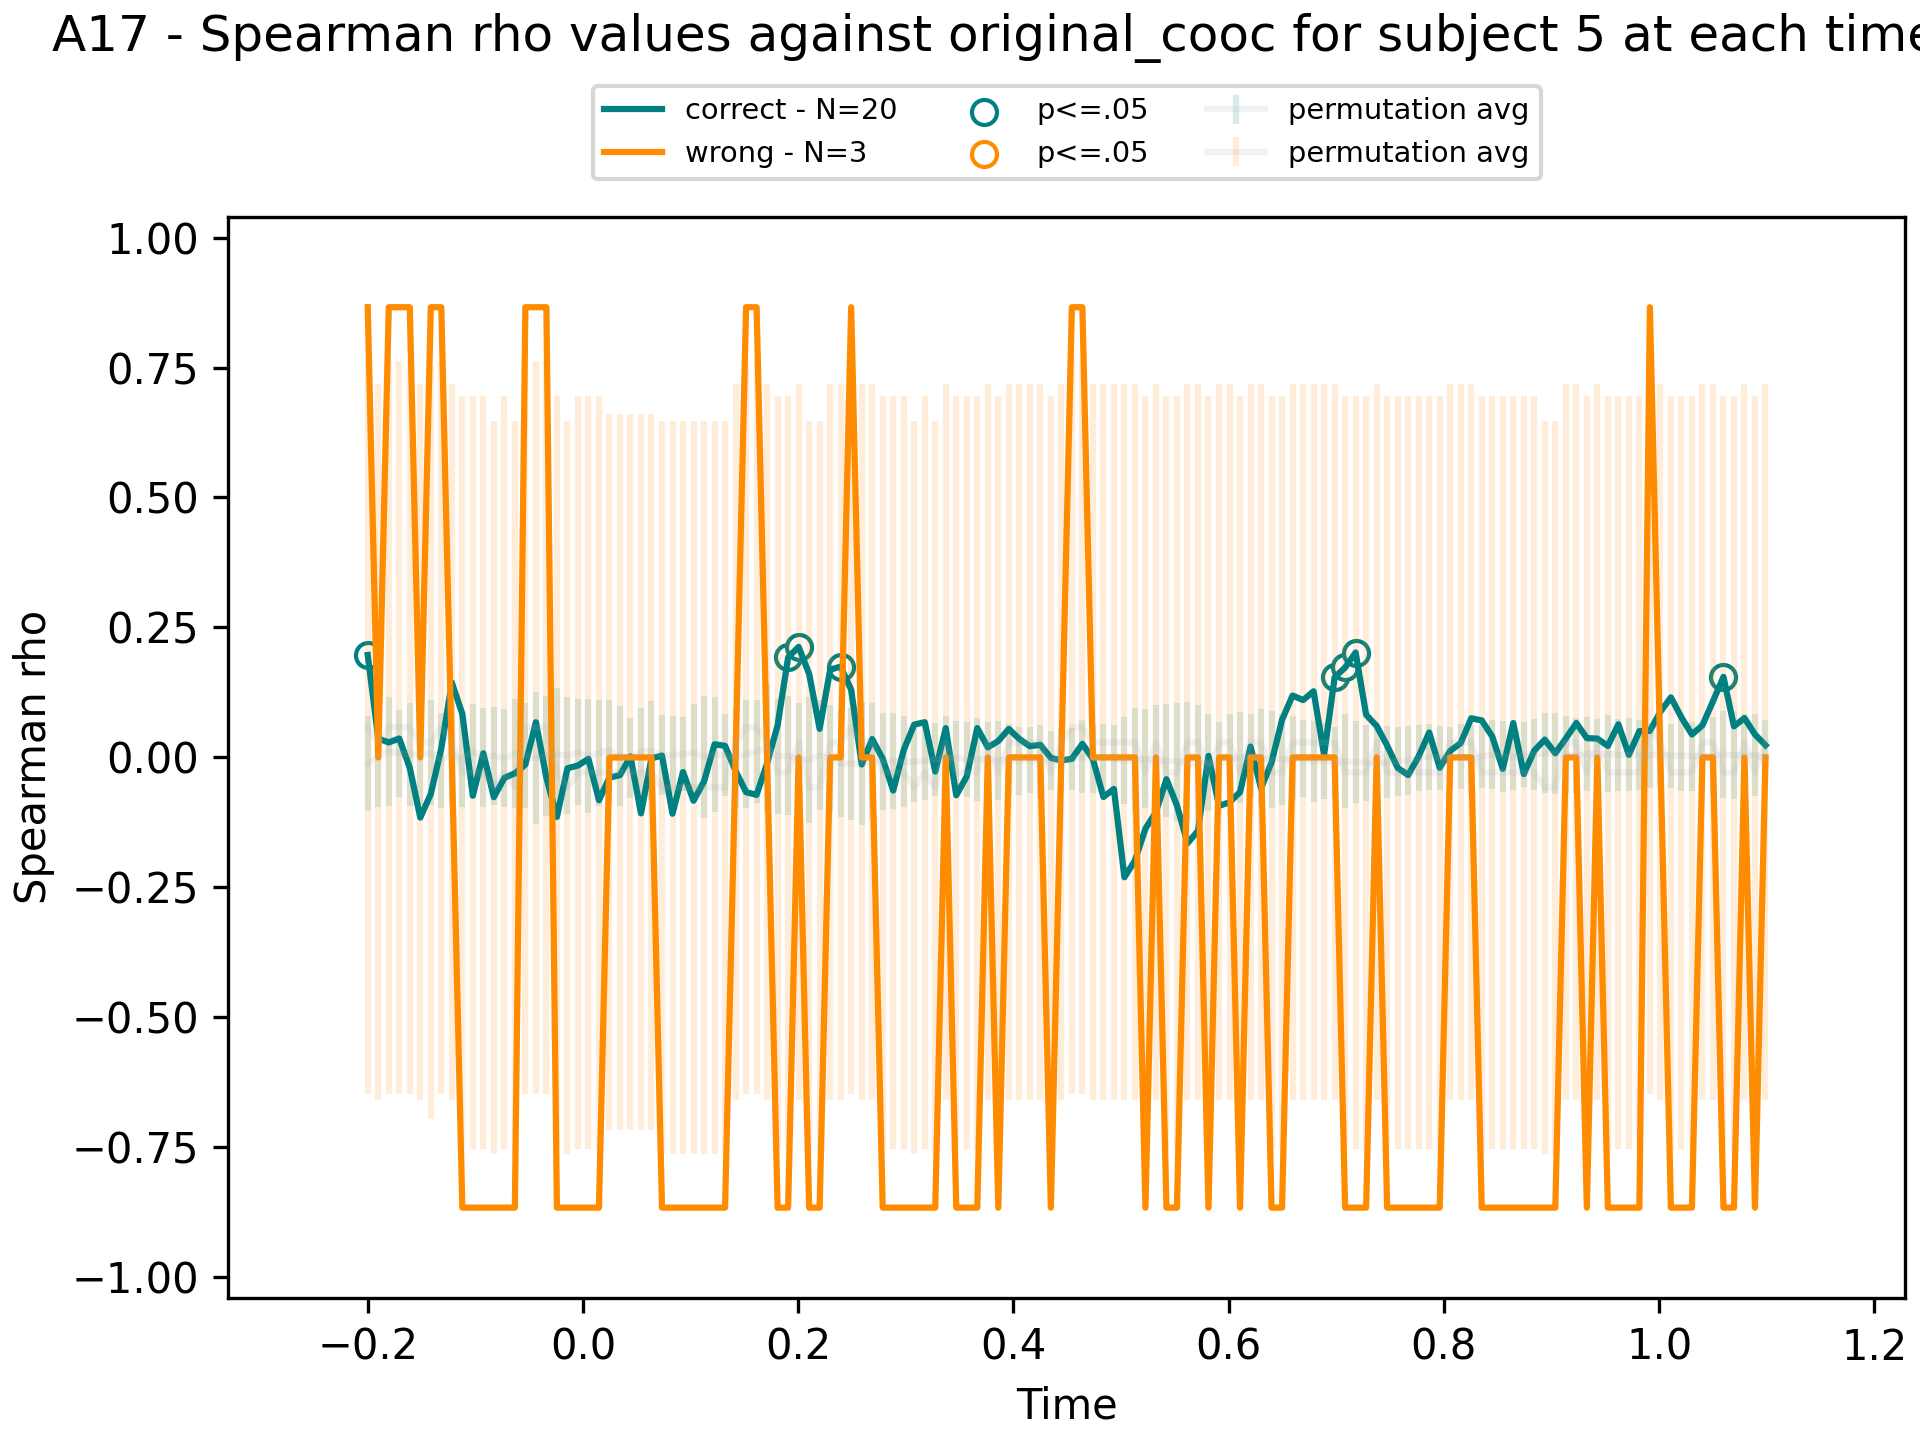 A17 - Spearman rho values against original_cooc for subject 5 at each time
correct - N=20 p<=.05 permutation avg
wrong - N=3 p<=.05 permutation avg
1.00
0.75
0.50
0.25
0.00
−0.25
−0.50
−0.75
−1.00
Spearman rho
−0.2 0.0 0.2 0.4 0.6 0.8 1.0 1.2
Time